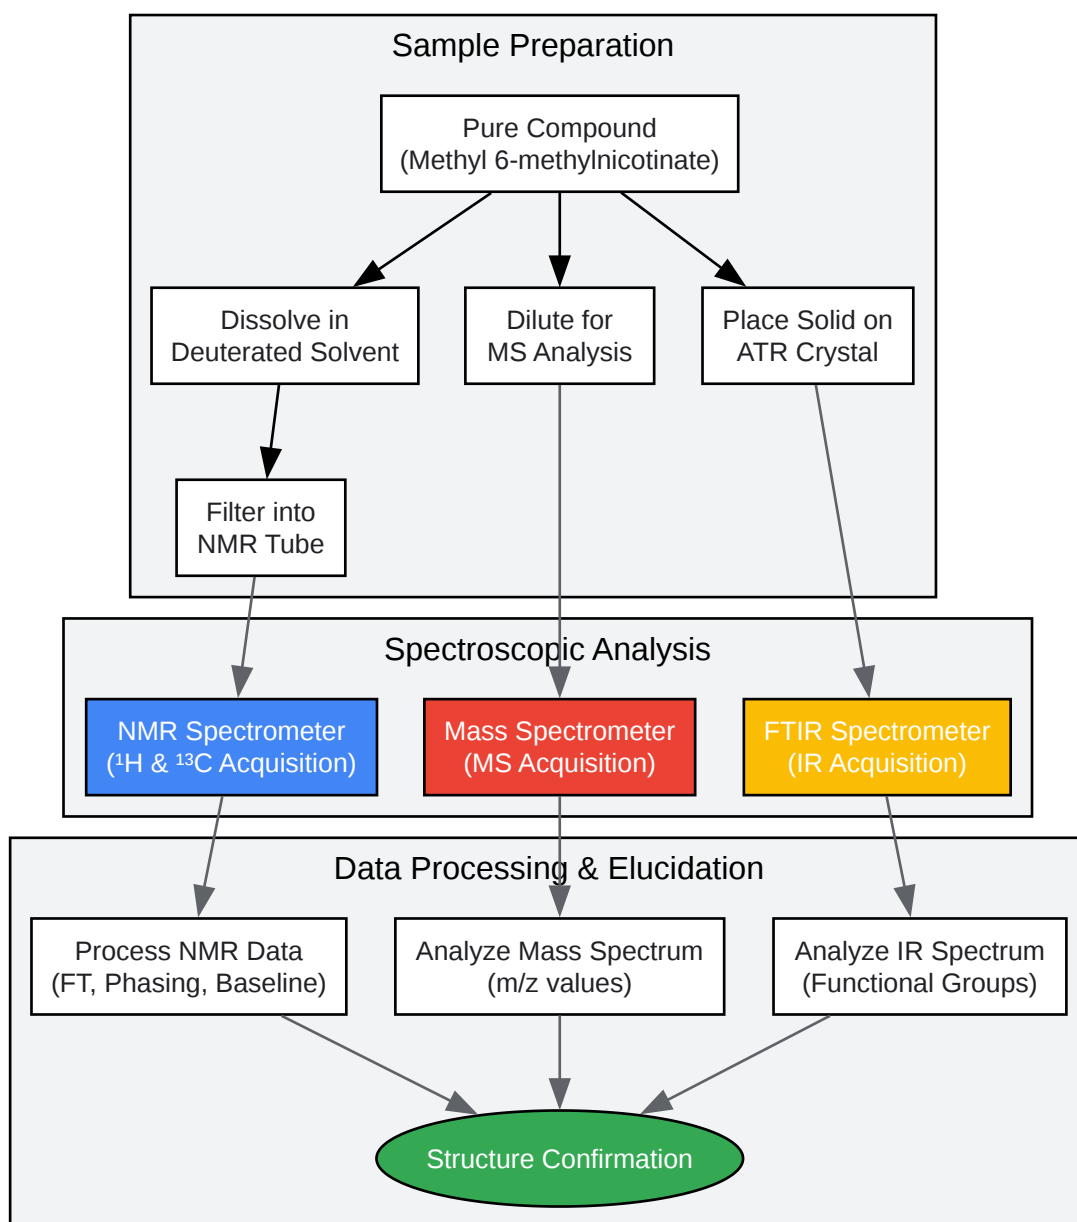 Sample Preparation
Pure Compound
(Methyl 6-methylnicotinate)
Dissolve in
Deuterated Solvent
Dilute for
MS Analysis
Place Solid on
ATR Crystal
Filter into
NMR Tube
Spectroscopic Analysis
NMR Spectrometer
(¹H & ¹³C Acquisition)
Mass Spectrometer
(MS Acquisition)
FTIR Spectrometer
(IR Acquisition)
Data Processing & Elucidation
Process NMR Data
(FT, Phasing, Baseline)
Analyze Mass Spectrum
(m/z values)
Analyze IR Spectrum
(Functional Groups)
Structure Confirmation